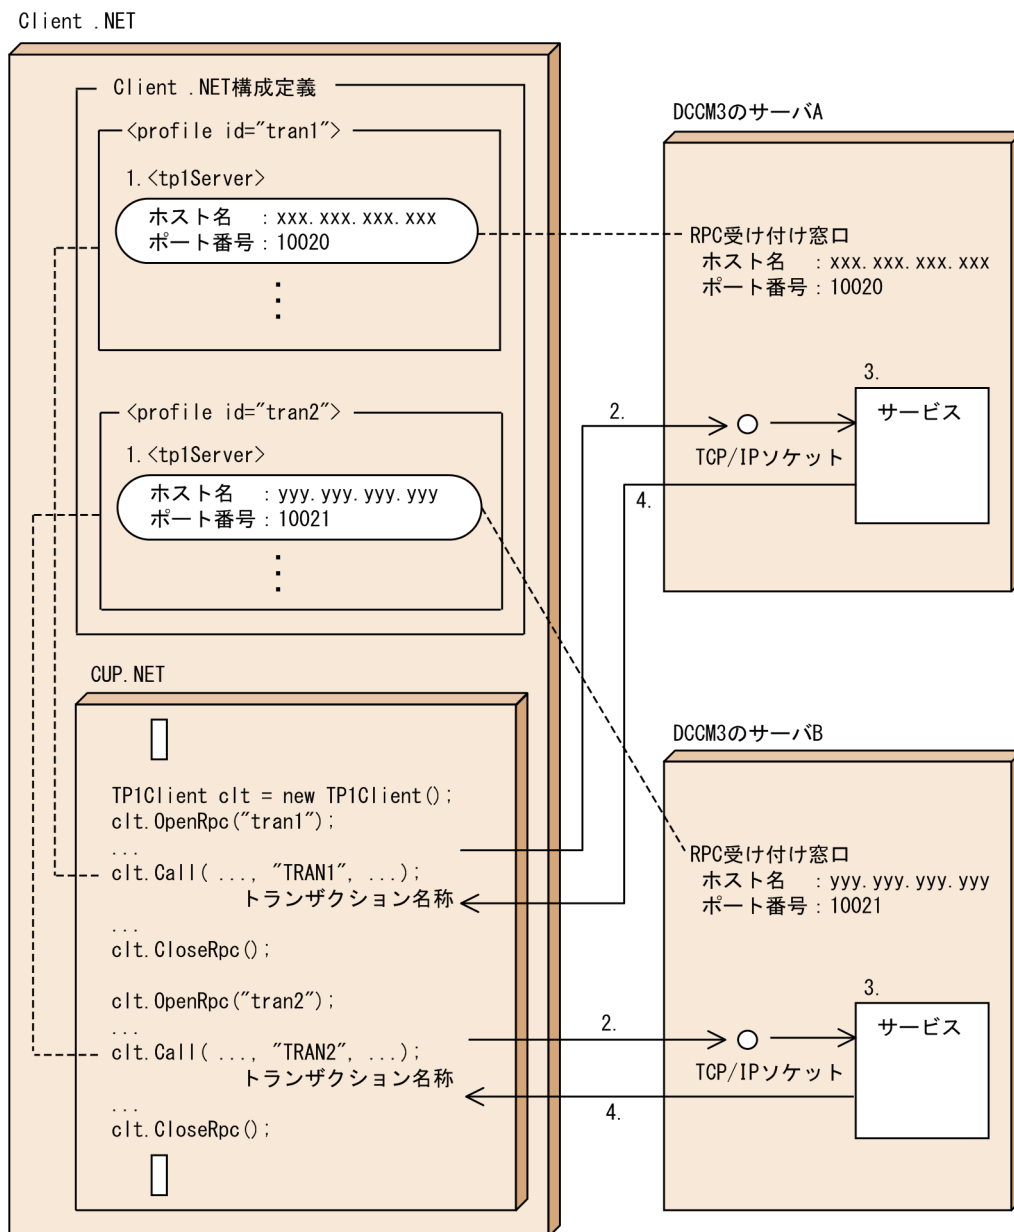 Client .NET
Client .NET構成定義
<profile id="tran1">
1.<tp1Server>
ホスト名　：xxx.xxx.xxx.xxx
ポート番号：10020
<profile id="tran2">
1.<tp1Server>
ホスト名　：yyy.yyy.yyy.yyy
ポート番号：10021
CUP.NET
TP1Client clt = new TP1Client();
clt.OpenRpc("tran1");
...
clt.Call( ..., "TRAN1", ...);
トランザクション名称
...
clt.CloseRpc();
clt.OpenRpc("tran2");
...
clt.Call( ..., "TRAN2", ...);
トランザクション名称
...
clt.CloseRpc();
DCCM3のサーバA
RPC受け付け窓口
ホスト名　：xxx.xxx.xxx.xxx
ポート番号：10020
2.
3.
サービス
TCP/IPソケット
4.
DCCM3のサーバB
RPC受け付け窓口
ホスト名　：yyy.yyy.yyy.yyy
ポート番号：10021
2.
3.
サービス
TCP/IPソケット
4.